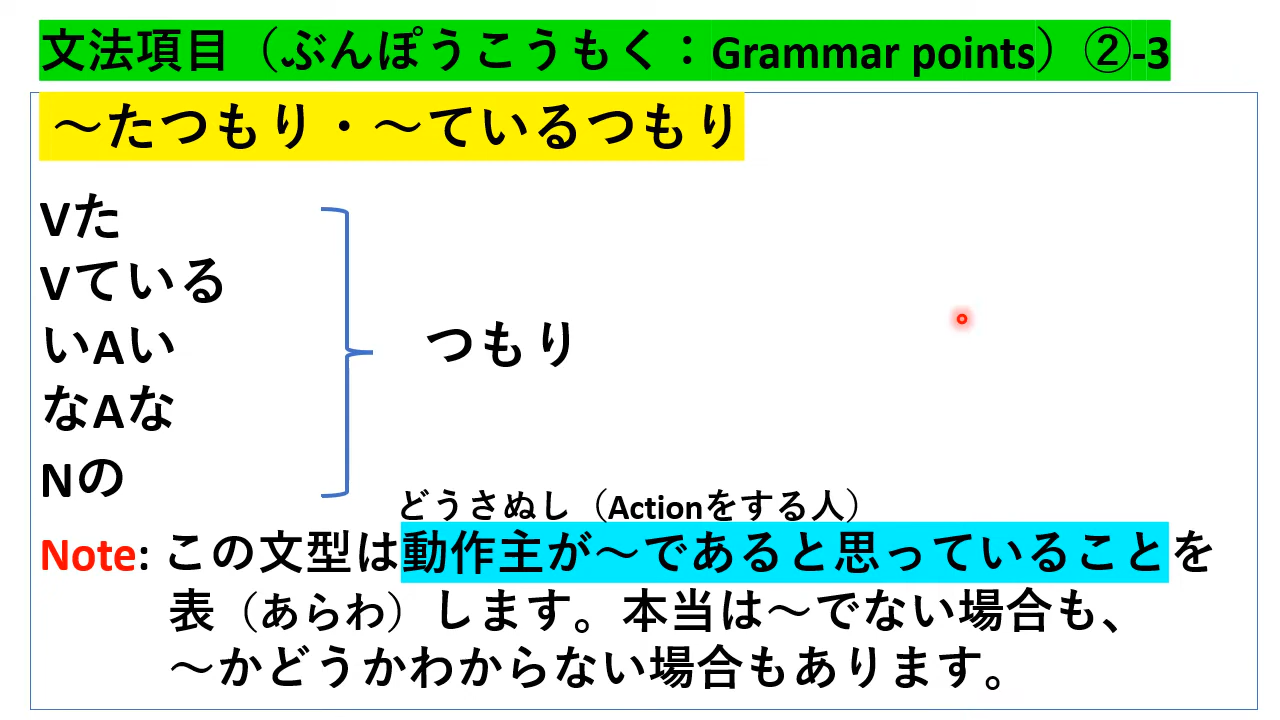 文法項目（ぶんぽうこうもく：Grammar points）②-3
～たつもり・～ているつもり
Vた
Vている
いAい
つもり
なAな
Nの
どうさぬし（Actionをする人）
Note: この文型は動作主が～であると思っていることを
表（あらわ）します。本当は～でない場合も、
～かどうかわからない場合もあります。